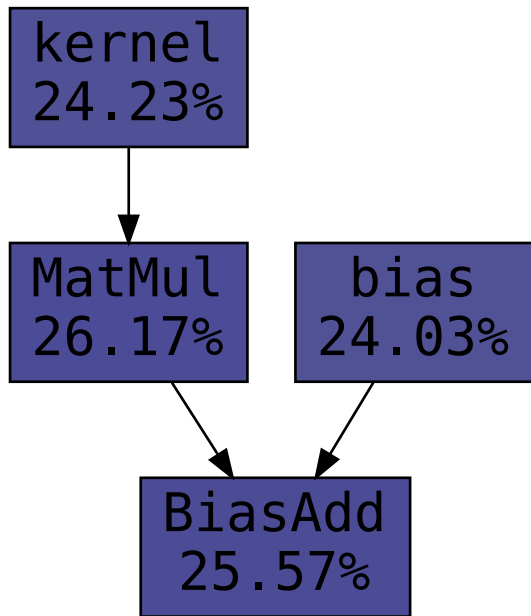 kernel
24.23%
MatMul
26.17%
bias
24.03%
BiasAdd
25.57%